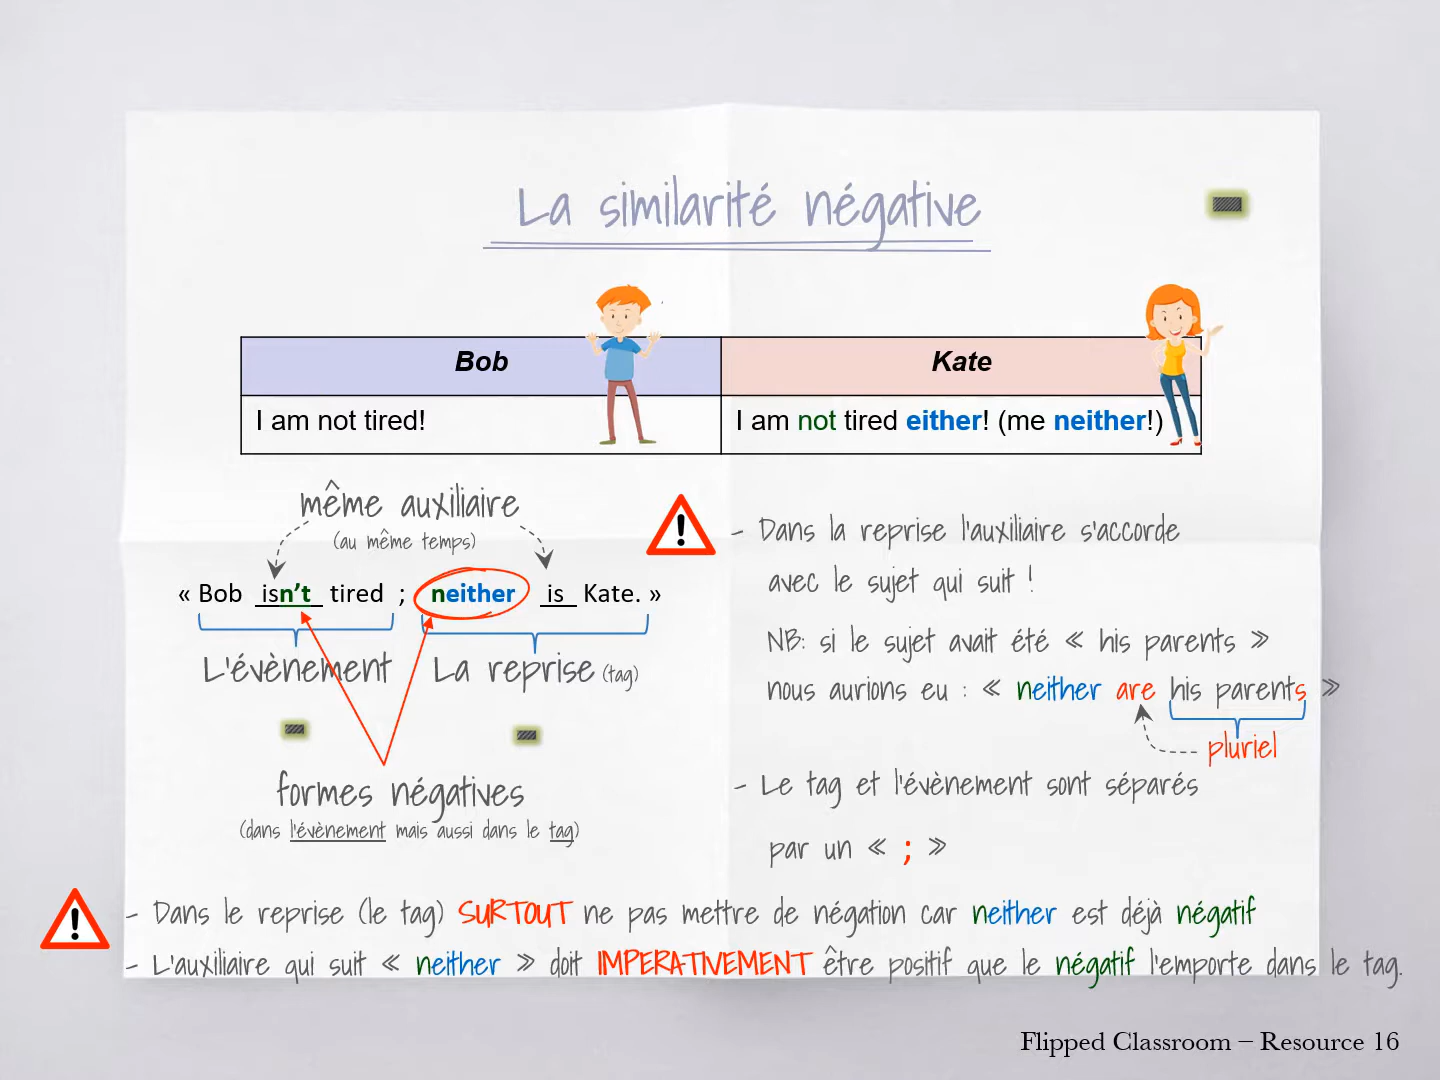 La similarité négative
Bob
Kate
I am not tired!
I am not tired either! (me neither!)
même auxiliaire
(au même temps)
« Bob isn't tired ; neither is Kate. »
L'évènement
La reprise (tag)
formes négatives
(dans l'évènement mais aussi dans le tag)
- Dans la reprise l'auxiliaire s'accorde
avec le sujet qui suit !
NB: si le sujet avait été « his parents »
nous aurions eu : « neither are his parents »
pluriel
- Le tag et l'évènement sont séparés
par un « ; »
- Dans le reprise (le tag) SURTOUT ne pas mettre de négation car neither est déjà négatif
- L'auxiliaire qui suit « neither » doit IMPERATIVEMENT être positif que le négatif l'emporte dans le tag.
Flipped Classroom – Resource 16